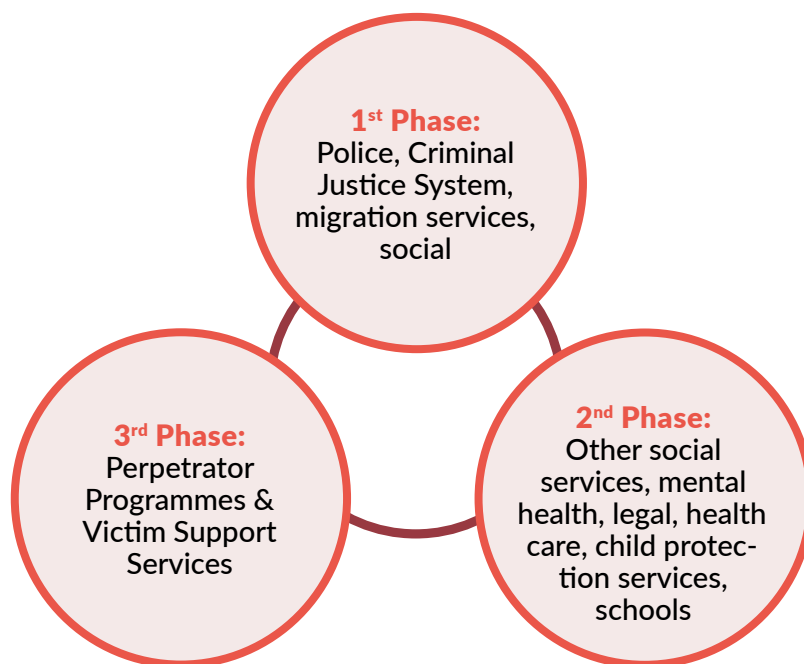 1st Phase:
Police, Criminal
Justice System,
migration services,
social
2nd Phase:
Other social
services, mental
health, legal, health
care, child protec-
tion services,
schools
3rd Phase:
Perpetrator
Programmes &
Victim Support
Services